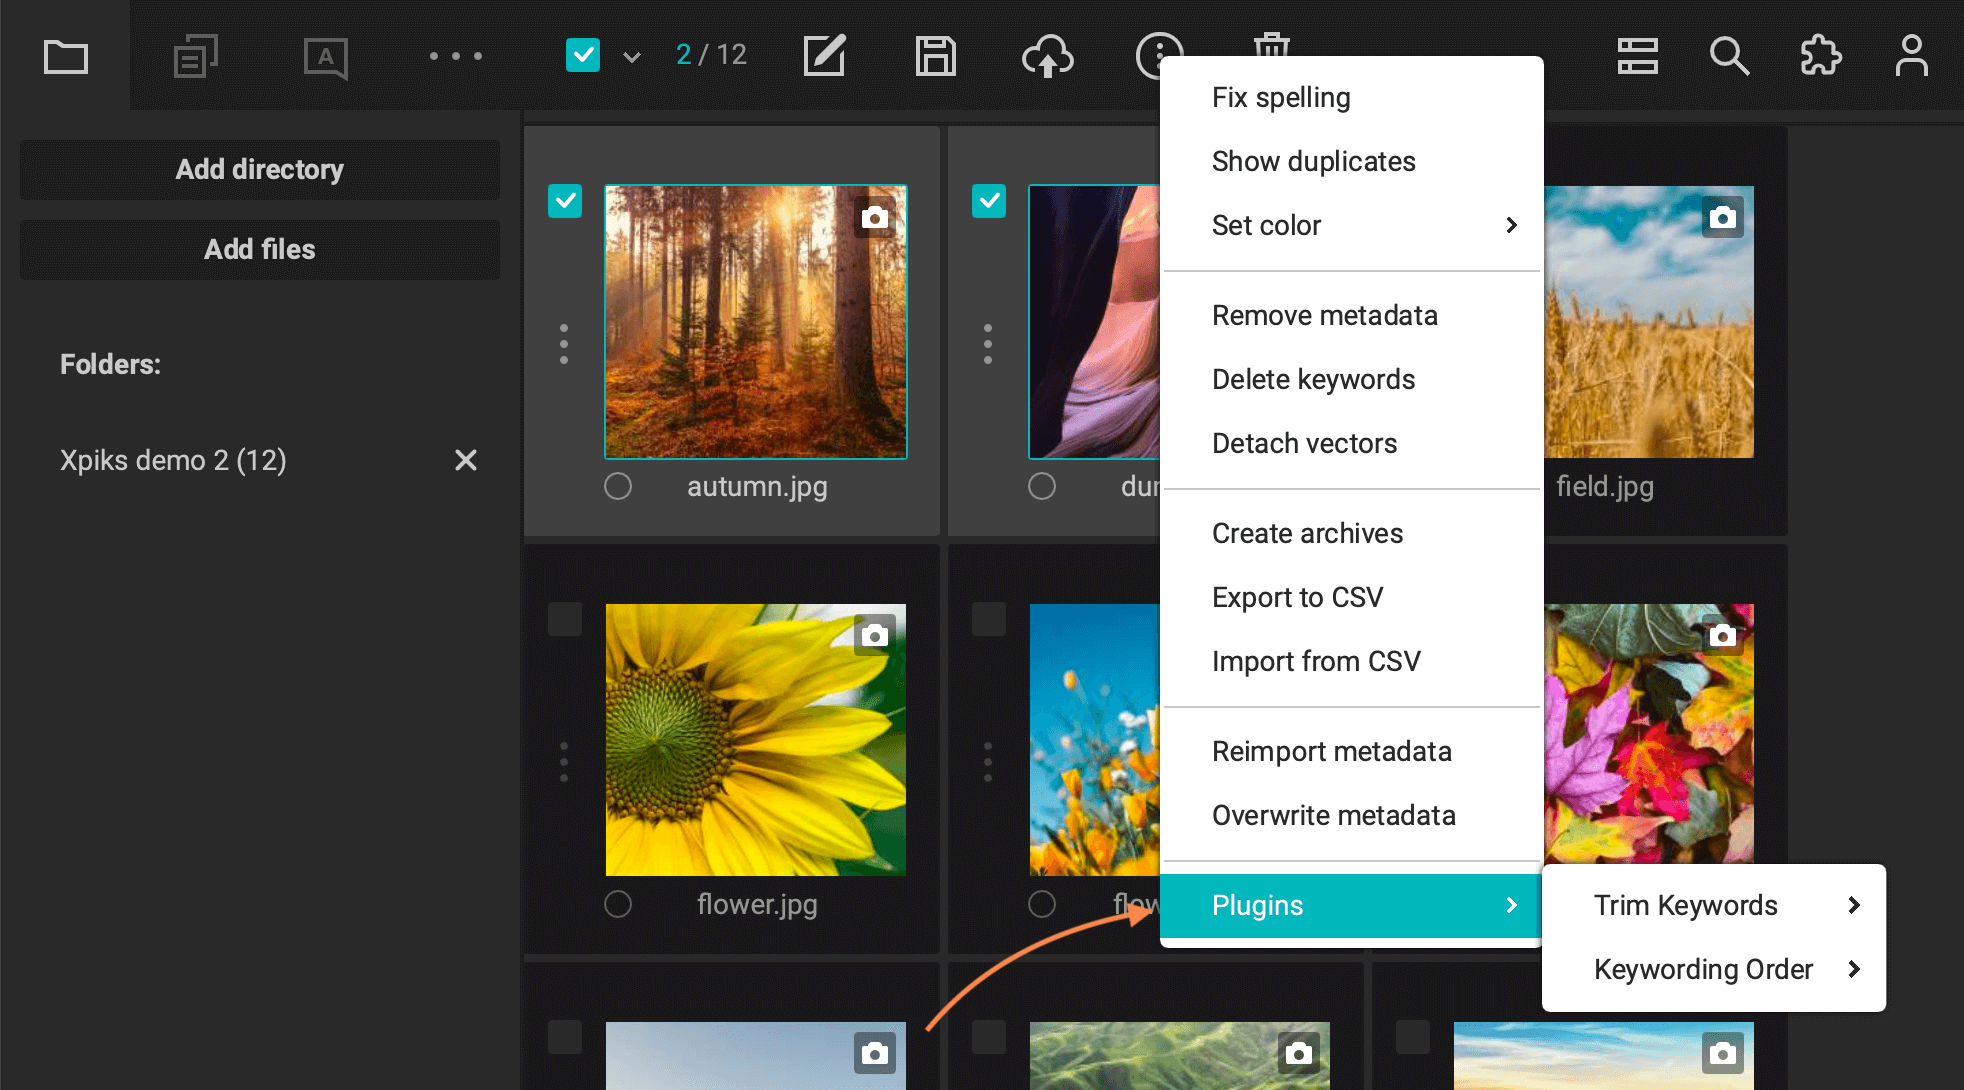 A
2 / 12
Add directory
Add files
Folders:
Xpiks demo 2 (12)
autumn.jpg
field.jpg
flower.jpg
Fix spelling
Show duplicates
Set color
Remove metadata
Delete keywords
Detach vectors
Create archives
Export to CSV
Import from CSV
Reimport metadata
Overwrite metadata
Plugins
Trim Keywords
Keywording Order